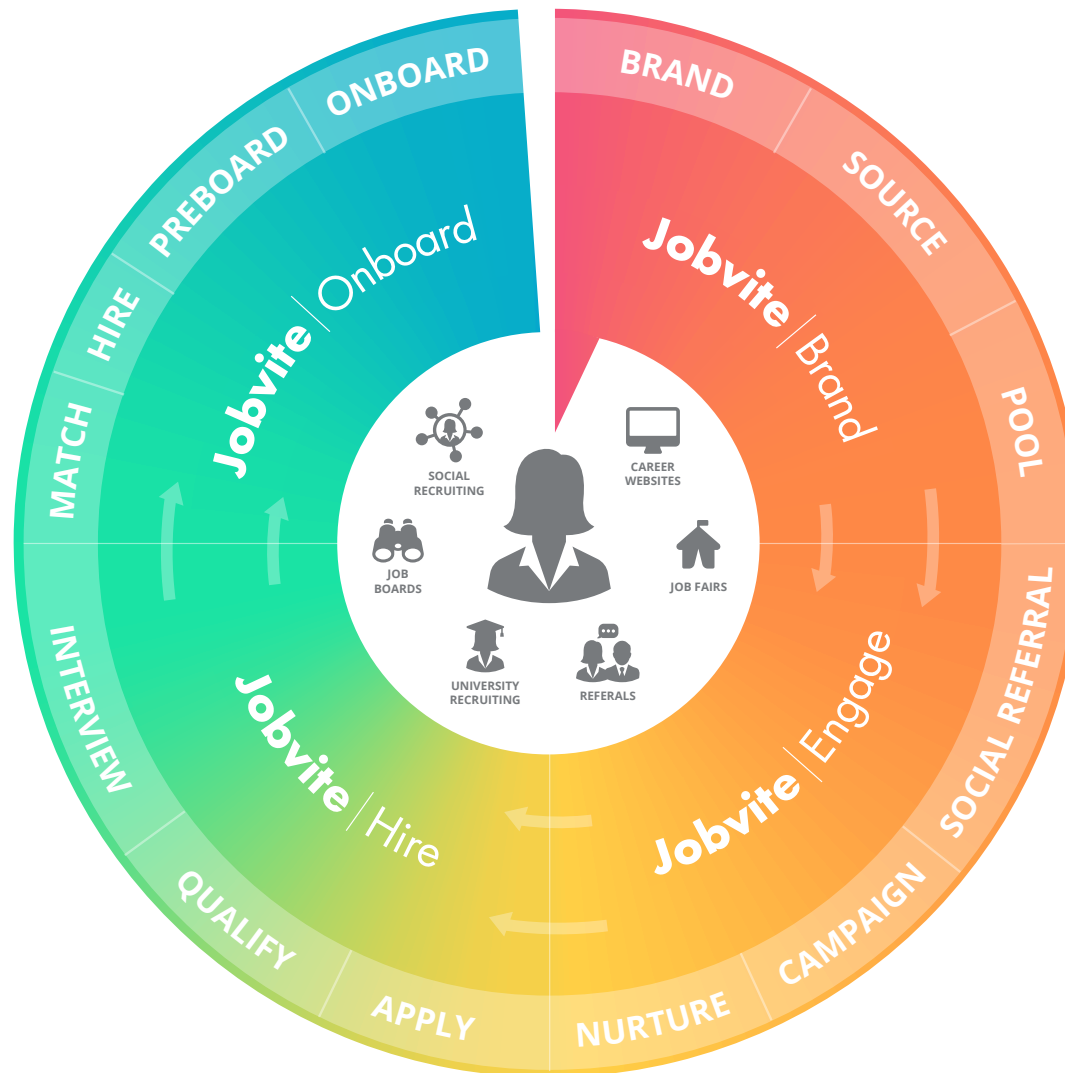 BRAND
SOURCE
POOL
SOCIAL REFERRAL
CAMPAIGN
NURTURE
APPLY
QUALIFY
INTERVIEW
MATCH
HIRE
PREBOARD
ONBOARD
Jobvite | Brand
Jobvite | Engage
Jobvite | Hire
Jobvite | Onboard
CAREER
WEBSITES
JOB FAIRS
REFERALS
UNIVERSITY
RECRUITING
JOB
BOARDS
SOCIAL
RECRUITING